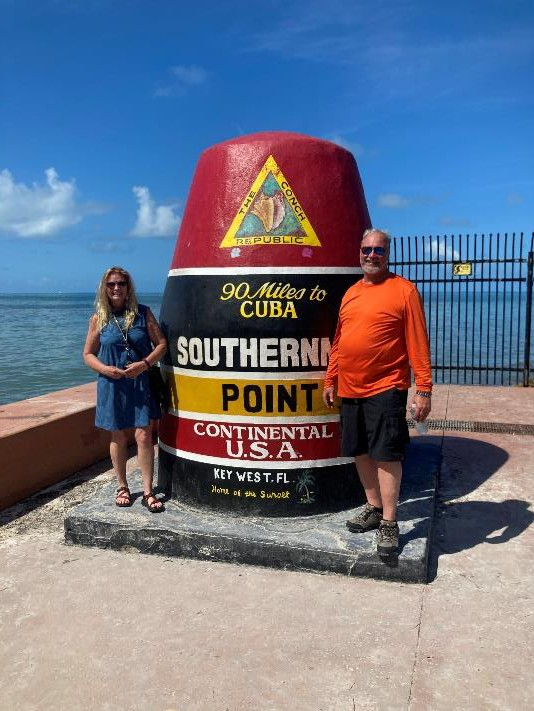 THE CONCH
REPUBLIC
90 Miles to
CUBA
SOUTHERN
POINT
CONTINENTAL
U.S.A.
KEY WEST, FL
Home of the Sunset